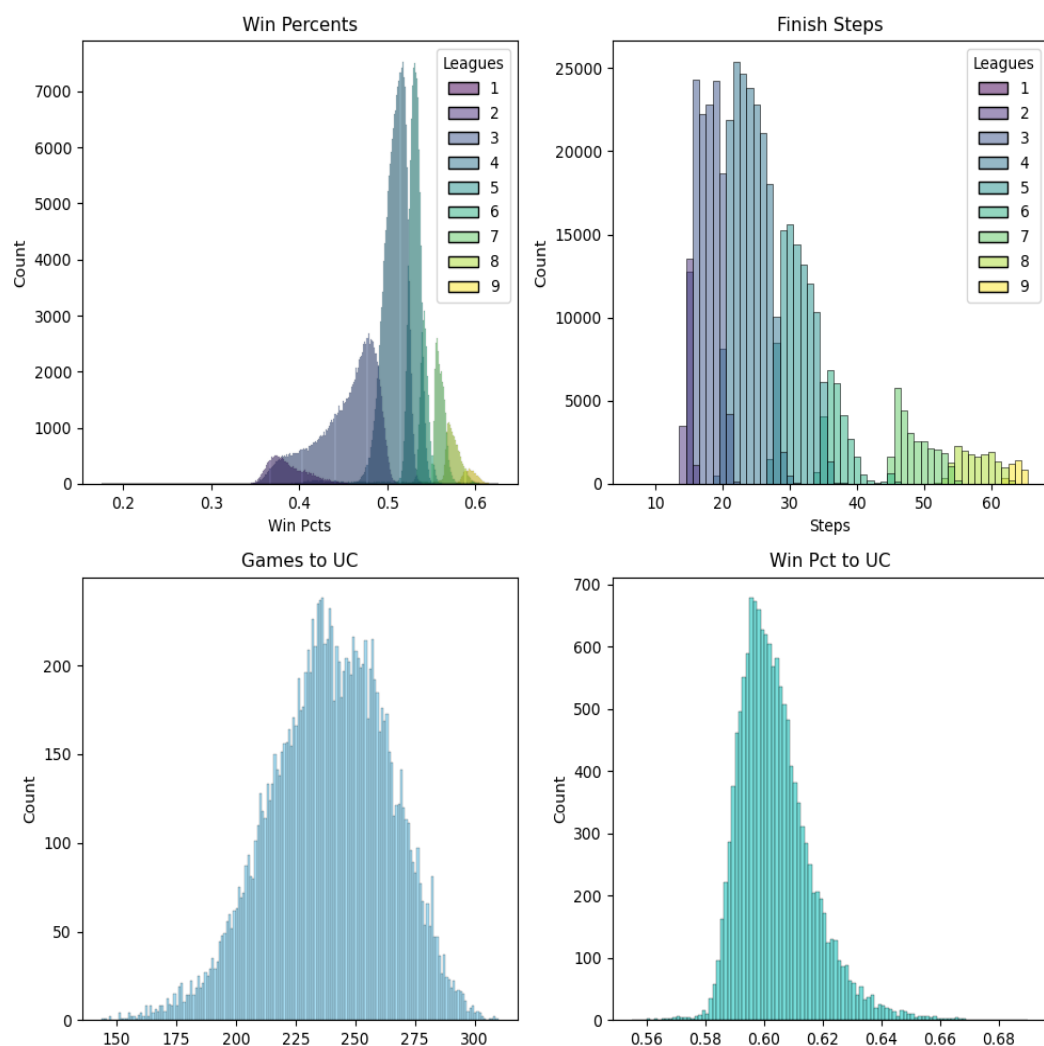 Win Percents
7000
6000
5000
4000
3000
2000
1000
0
Count
0.2 0.3 0.4 0.5 0.6
Win Pcts
Leagues
1
2
3
4
5
6
7
8
9
Finish Steps
25000
20000
15000
10000
5000
0
Count
10 20 30 40 50 60
Steps
Leagues
1
2
3
4
5
6
7
8
9
Games to UC
200
150
100
50
0
Count
150 175 200 225 250 275 300
Win Pct to UC
700
600
500
400
300
200
100
0
Count
0.56 0.58 0.60 0.62 0.64 0.66 0.68